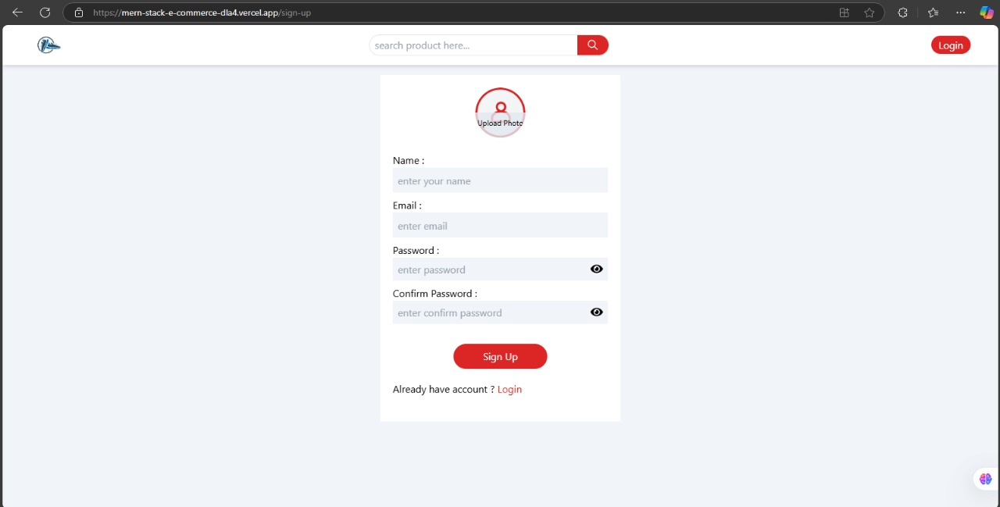 https://mern-stack-e-commerce-dla4.vercel.app/sign-up
search product here...
Login
Upload Photo
Name :
enter your name
Email :
enter email
Password :
enter password
Confirm Password :
enter confirm password
Sign Up
Already have account ? Login